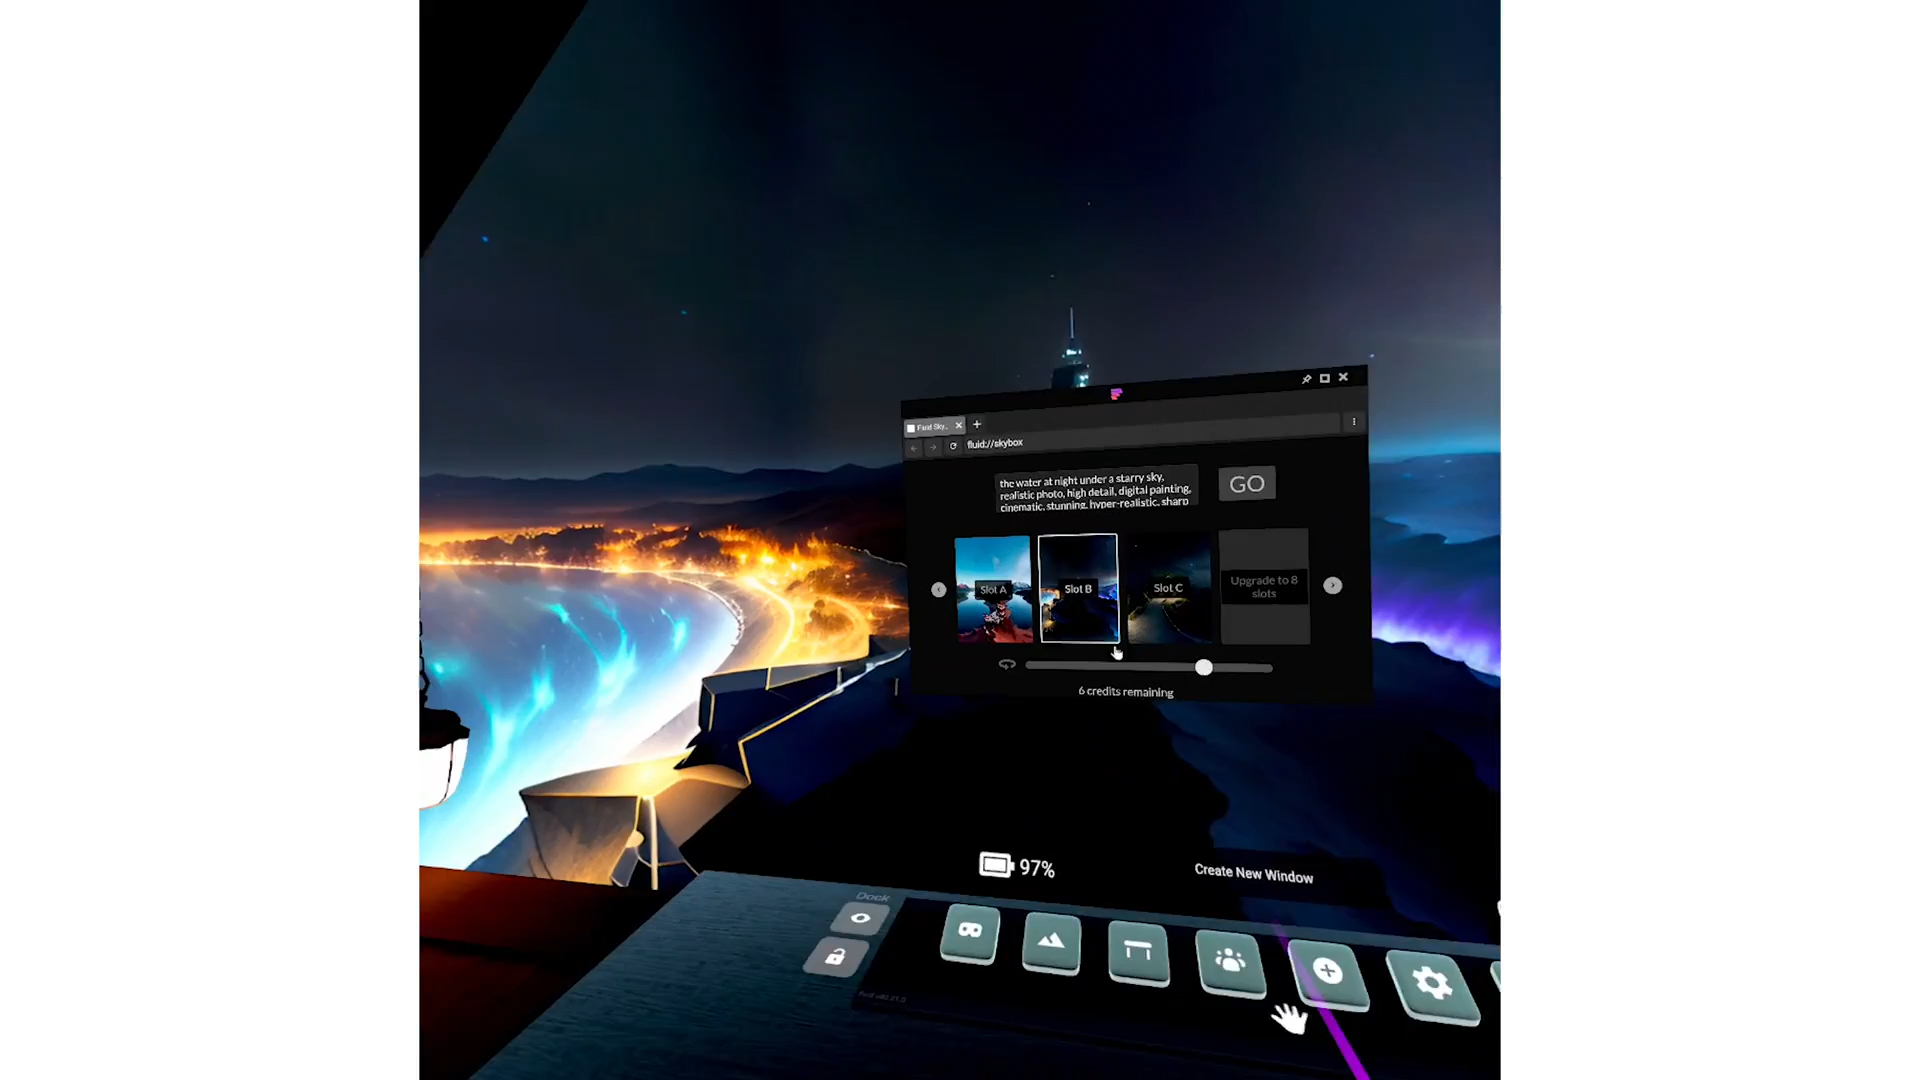 Fluid Sky..
fluid://skybox
the water at night under a starry sky,
realistic photo, high detail, digital painting,
cinematic, stunning, hyper-realistic, sharp
GO
Slot A
Slot B
Slot C
Upgrade to 8
slots
6 credits remaining
97%
Create New Window
Dock